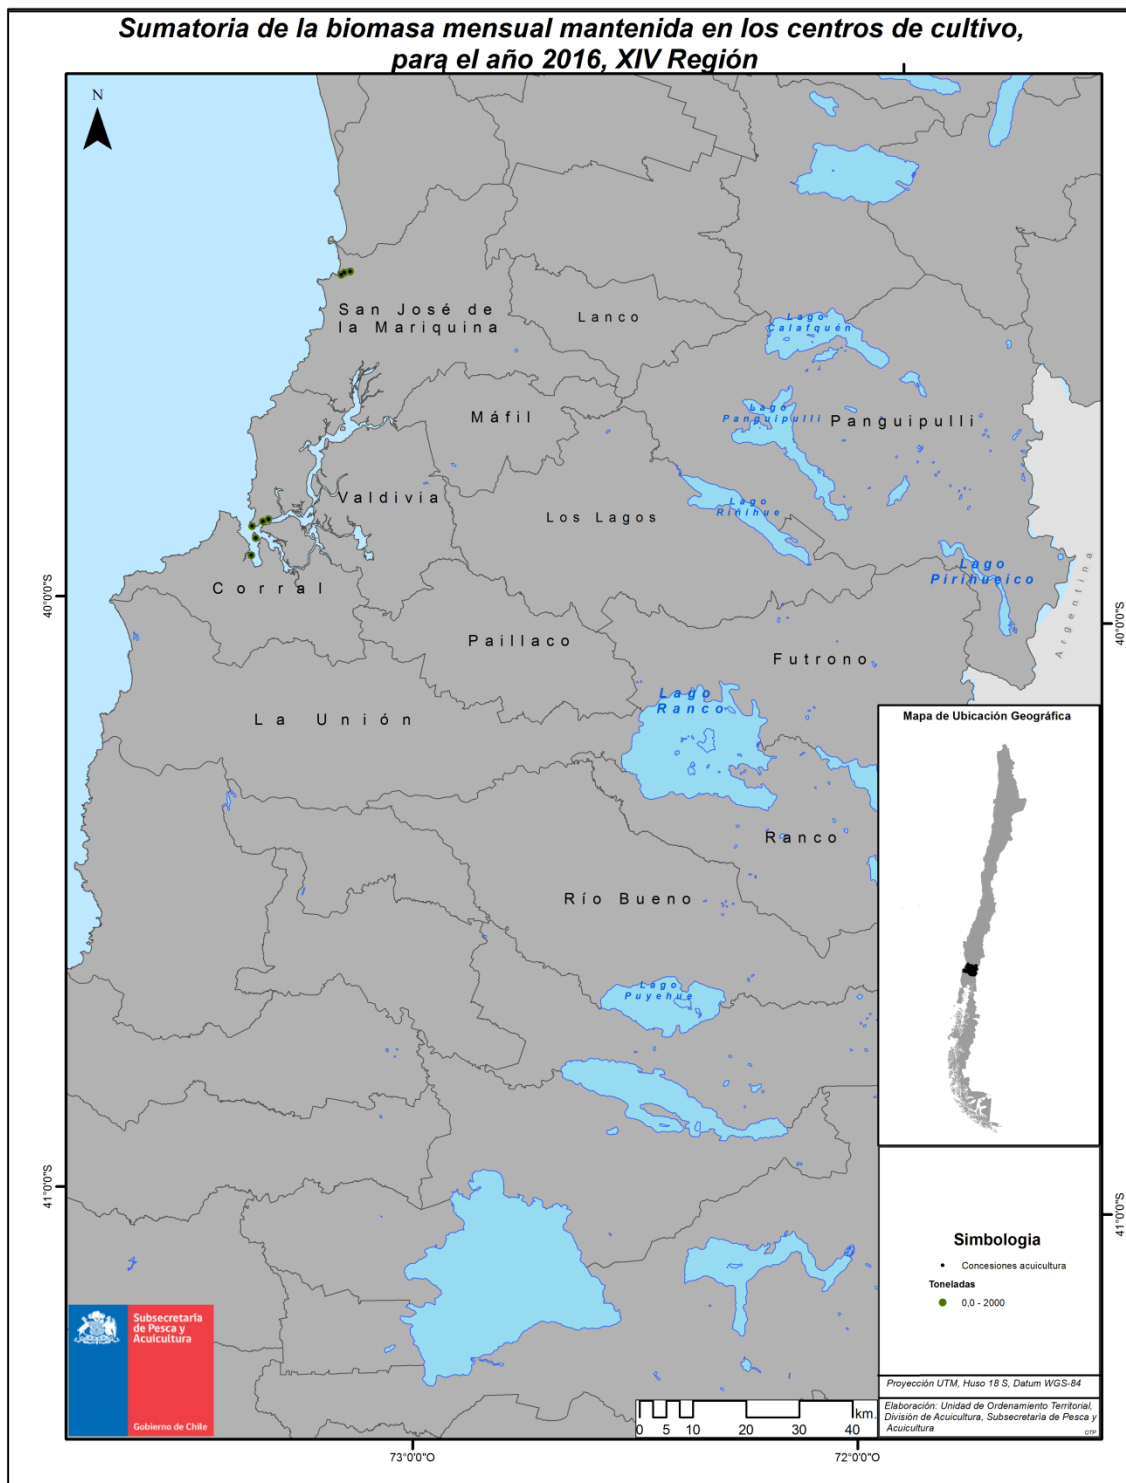 Sumatoria de la biomasa mensual mantenida en los centros de cultivo,
para el año 2016, XIV Región
N
San José de
la Mariquina
Lanco
Lago
Calafquén
Máfil
Lago
Panguipulli
Panguipulli
Valdivia
Los Lagos
Lago
Riñihue
Lago
Pirihueico
Corral
Argentina
40°0'0"S
40°0'0"S
Paillaco
Futrono
Lago
Ranco
La Unión
Mapa de Ubicación Geográfica
Ranco
Río Bueno
Lago
Puyehue
41°0'0"S
41°0'0"S
Simbologia
Concesiones acuicultura
Toneladas
0,0 - 2000
Subsecretaría
de Pesca y
Acuicultura
Gobierno de Chile
Proyección UTM, Huso 18 S, Datum WGS-84
km.
0 5 10 20 30 40
Elaboración: Unidad de Ordenamiento Territorial,
División de Acuicultura, Subsecretaría de Pesca y
Acuicultura
OTP
73°0'0"O
72°0'0"O